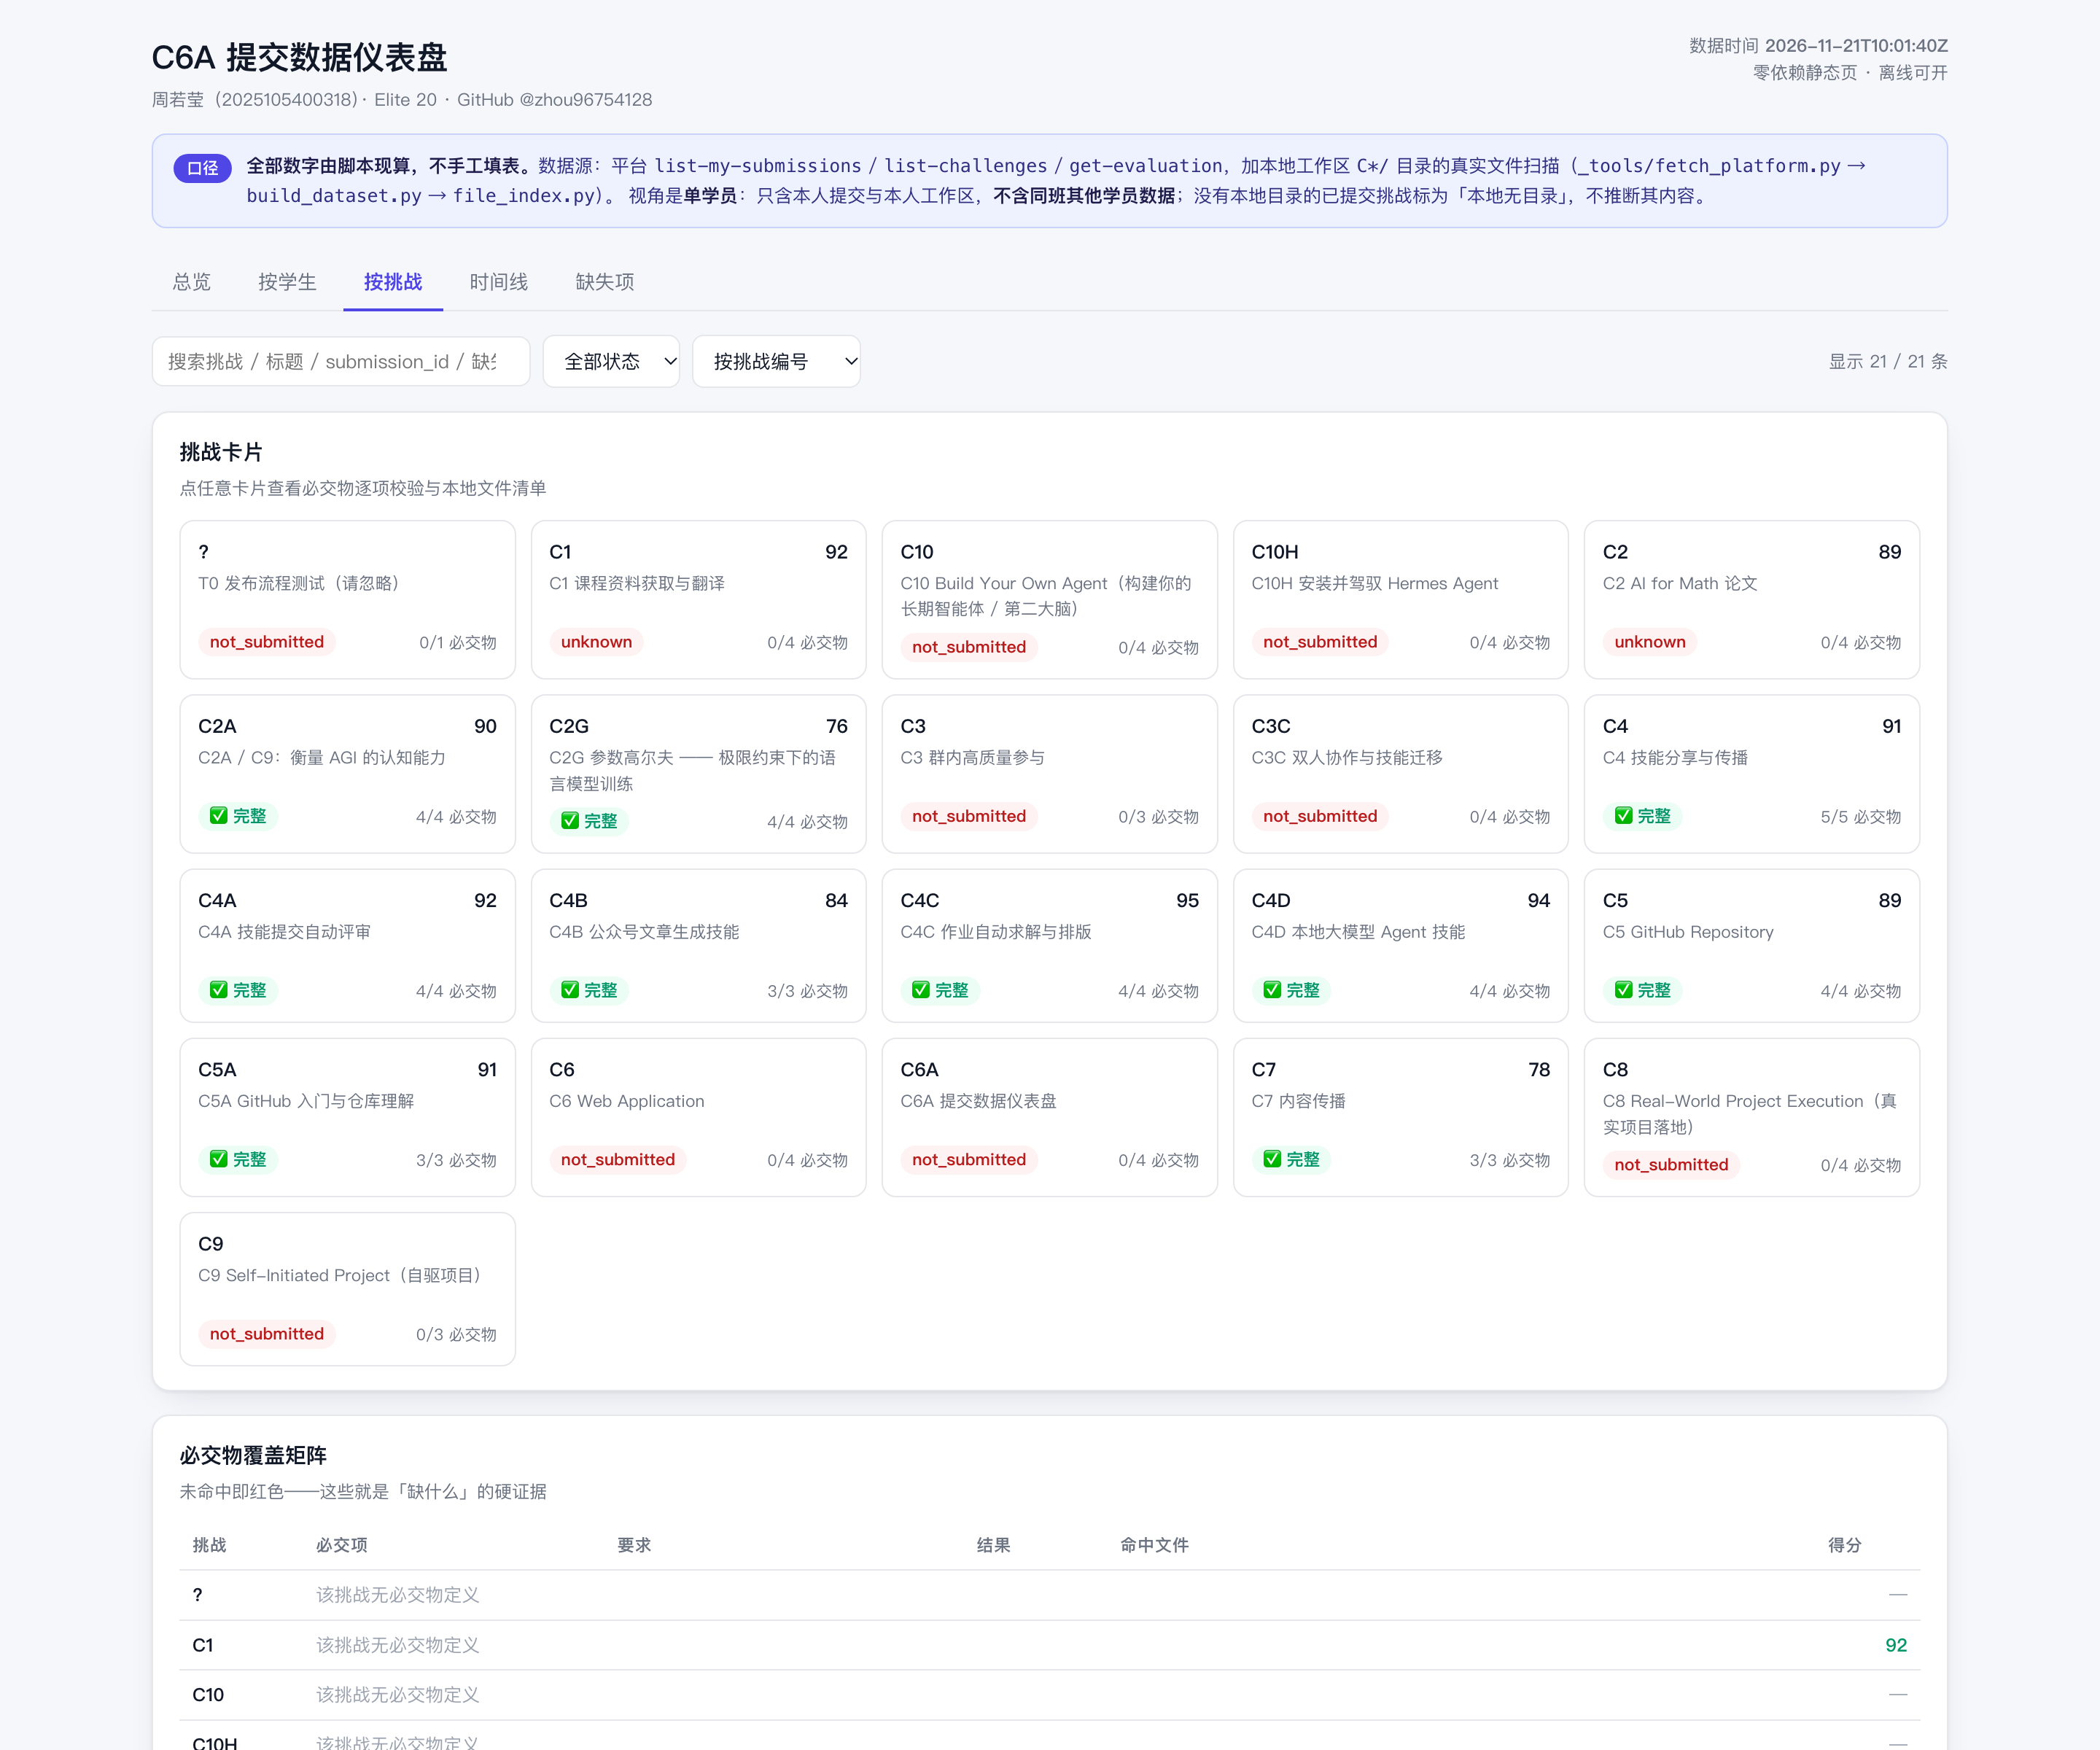 C6A 提交数据仪表盘
数据时间 2026-11-21T10:01:40Z
零依赖静态页 · 离线可开
周若莹（2025105400318）· Elite 20 · GitHub @zhou96754128
口径 全部数字由脚本现算，不手工填表。数据源：平台 list-my-submissions / list-challenges / get-evaluation，加本地工作区 C*/ 目录的真实文件扫描（_tools/fetch_platform.py →
build_dataset.py → file_index.py）。 视角是单学员：只含本人提交与本人工作区，不含同班其他学员数据；没有本地目录的已提交挑战标为「本地无目录」，不推断其内容。
总览 按学生 按挑战 时间线 缺失项
搜索挑战 / 标题 / submission_id / 缺 全部状态 按挑战编号 显示 21 / 21 条
挑战卡片
点任意卡片查看必交物逐项校验与本地文件清单
?
T0 发布流程测试（请忽略）
not_submitted 0/1 必交物
C1 92
C1 课程资料获取与翻译
unknown 0/4 必交物
C10
C10 Build Your Own Agent（构建你的
长期智能体 / 第二大脑）
not_submitted 0/4 必交物
C10H
C10H 安装并驾驭 Hermes Agent
not_submitted 0/4 必交物
C2 89
C2 AI for Math 论文
unknown 0/4 必交物
C2A 90
C2A / C9：衡量 AGI 的认知能力
✅ 完整 4/4 必交物
C2G 76
C2G 参数高尔夫 —— 极限约束下的语
言模型训练
✅ 完整 4/4 必交物
C3
C3 群内高质量参与
not_submitted 0/3 必交物
C3C
C3C 双人协作与技能迁移
not_submitted 0/4 必交物
C4 91
C4 技能分享与传播
✅ 完整 5/5 必交物
C4A 92
C4A 技能提交自动评审
✅ 完整 4/4 必交物
C4B 84
C4B 公众号文章生成技能
✅ 完整 3/3 必交物
C4C 95
C4C 作业自动求解与排版
✅ 完整 4/4 必交物
C4D 94
C4D 本地大模型 Agent 技能
✅ 完整 4/4 必交物
C5 89
C5 GitHub Repository
✅ 完整 4/4 必交物
C5A 91
C5A GitHub 入门与仓库理解
✅ 完整 3/3 必交物
C6
C6 Web Application
not_submitted 0/4 必交物
C6A
C6A 提交数据仪表盘
not_submitted 0/4 必交物
C7 78
C7 内容传播
✅ 完整 3/3 必交物
C8
C8 Real-World Project Execution（真
实项目落地）
not_submitted 0/4 必交物
C9
C9 Self-Initiated Project（自驱项目）
not_submitted 0/3 必交物
必交物覆盖矩阵
未命中即红色——这些就是「缺什么」的硬证据
挑战 必交项 要求 结果 命中文件 得分
? 该挑战无必交物定义 —
C1 该挑战无必交物定义 92
C10 该挑战无必交物定义 —
C10H 该挑战无必交物定义 —